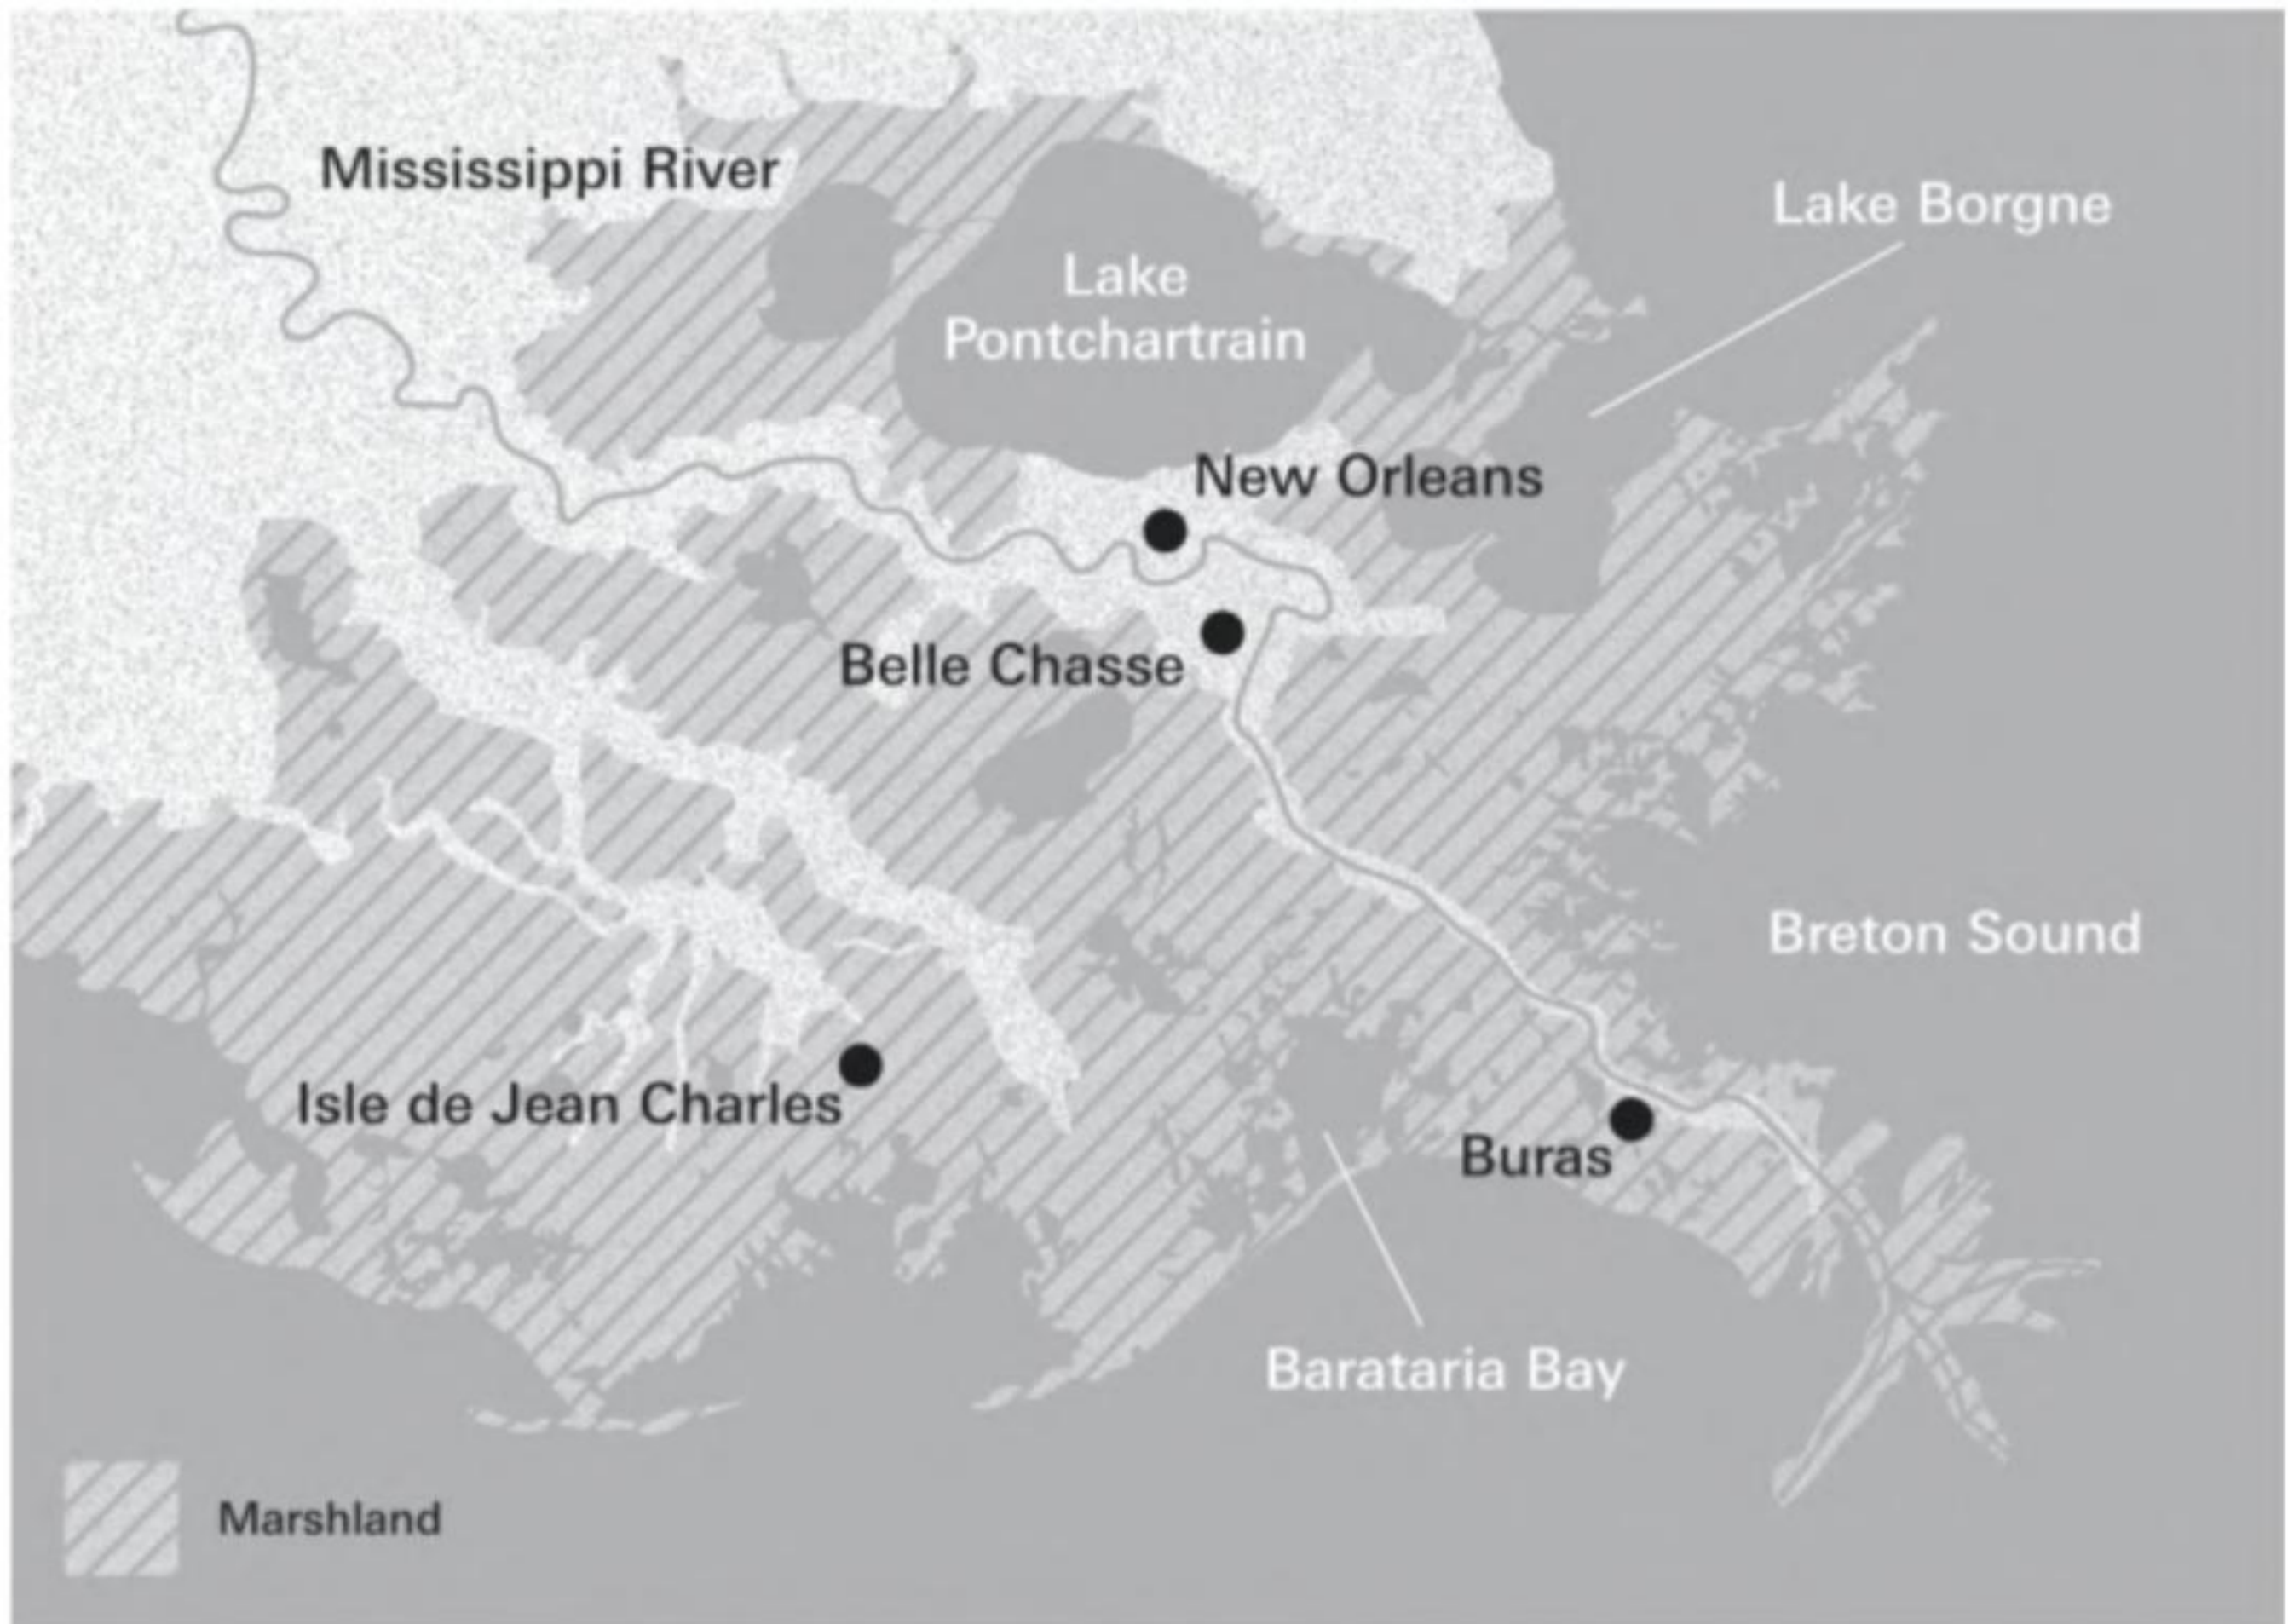 Mississippi River
Lake Borgne
Lake
Pontchartrain
New Orleans
Belle Chasse
Breton Sound
Isle de Jean Charles
Buras
Barataria Bay
Marshland